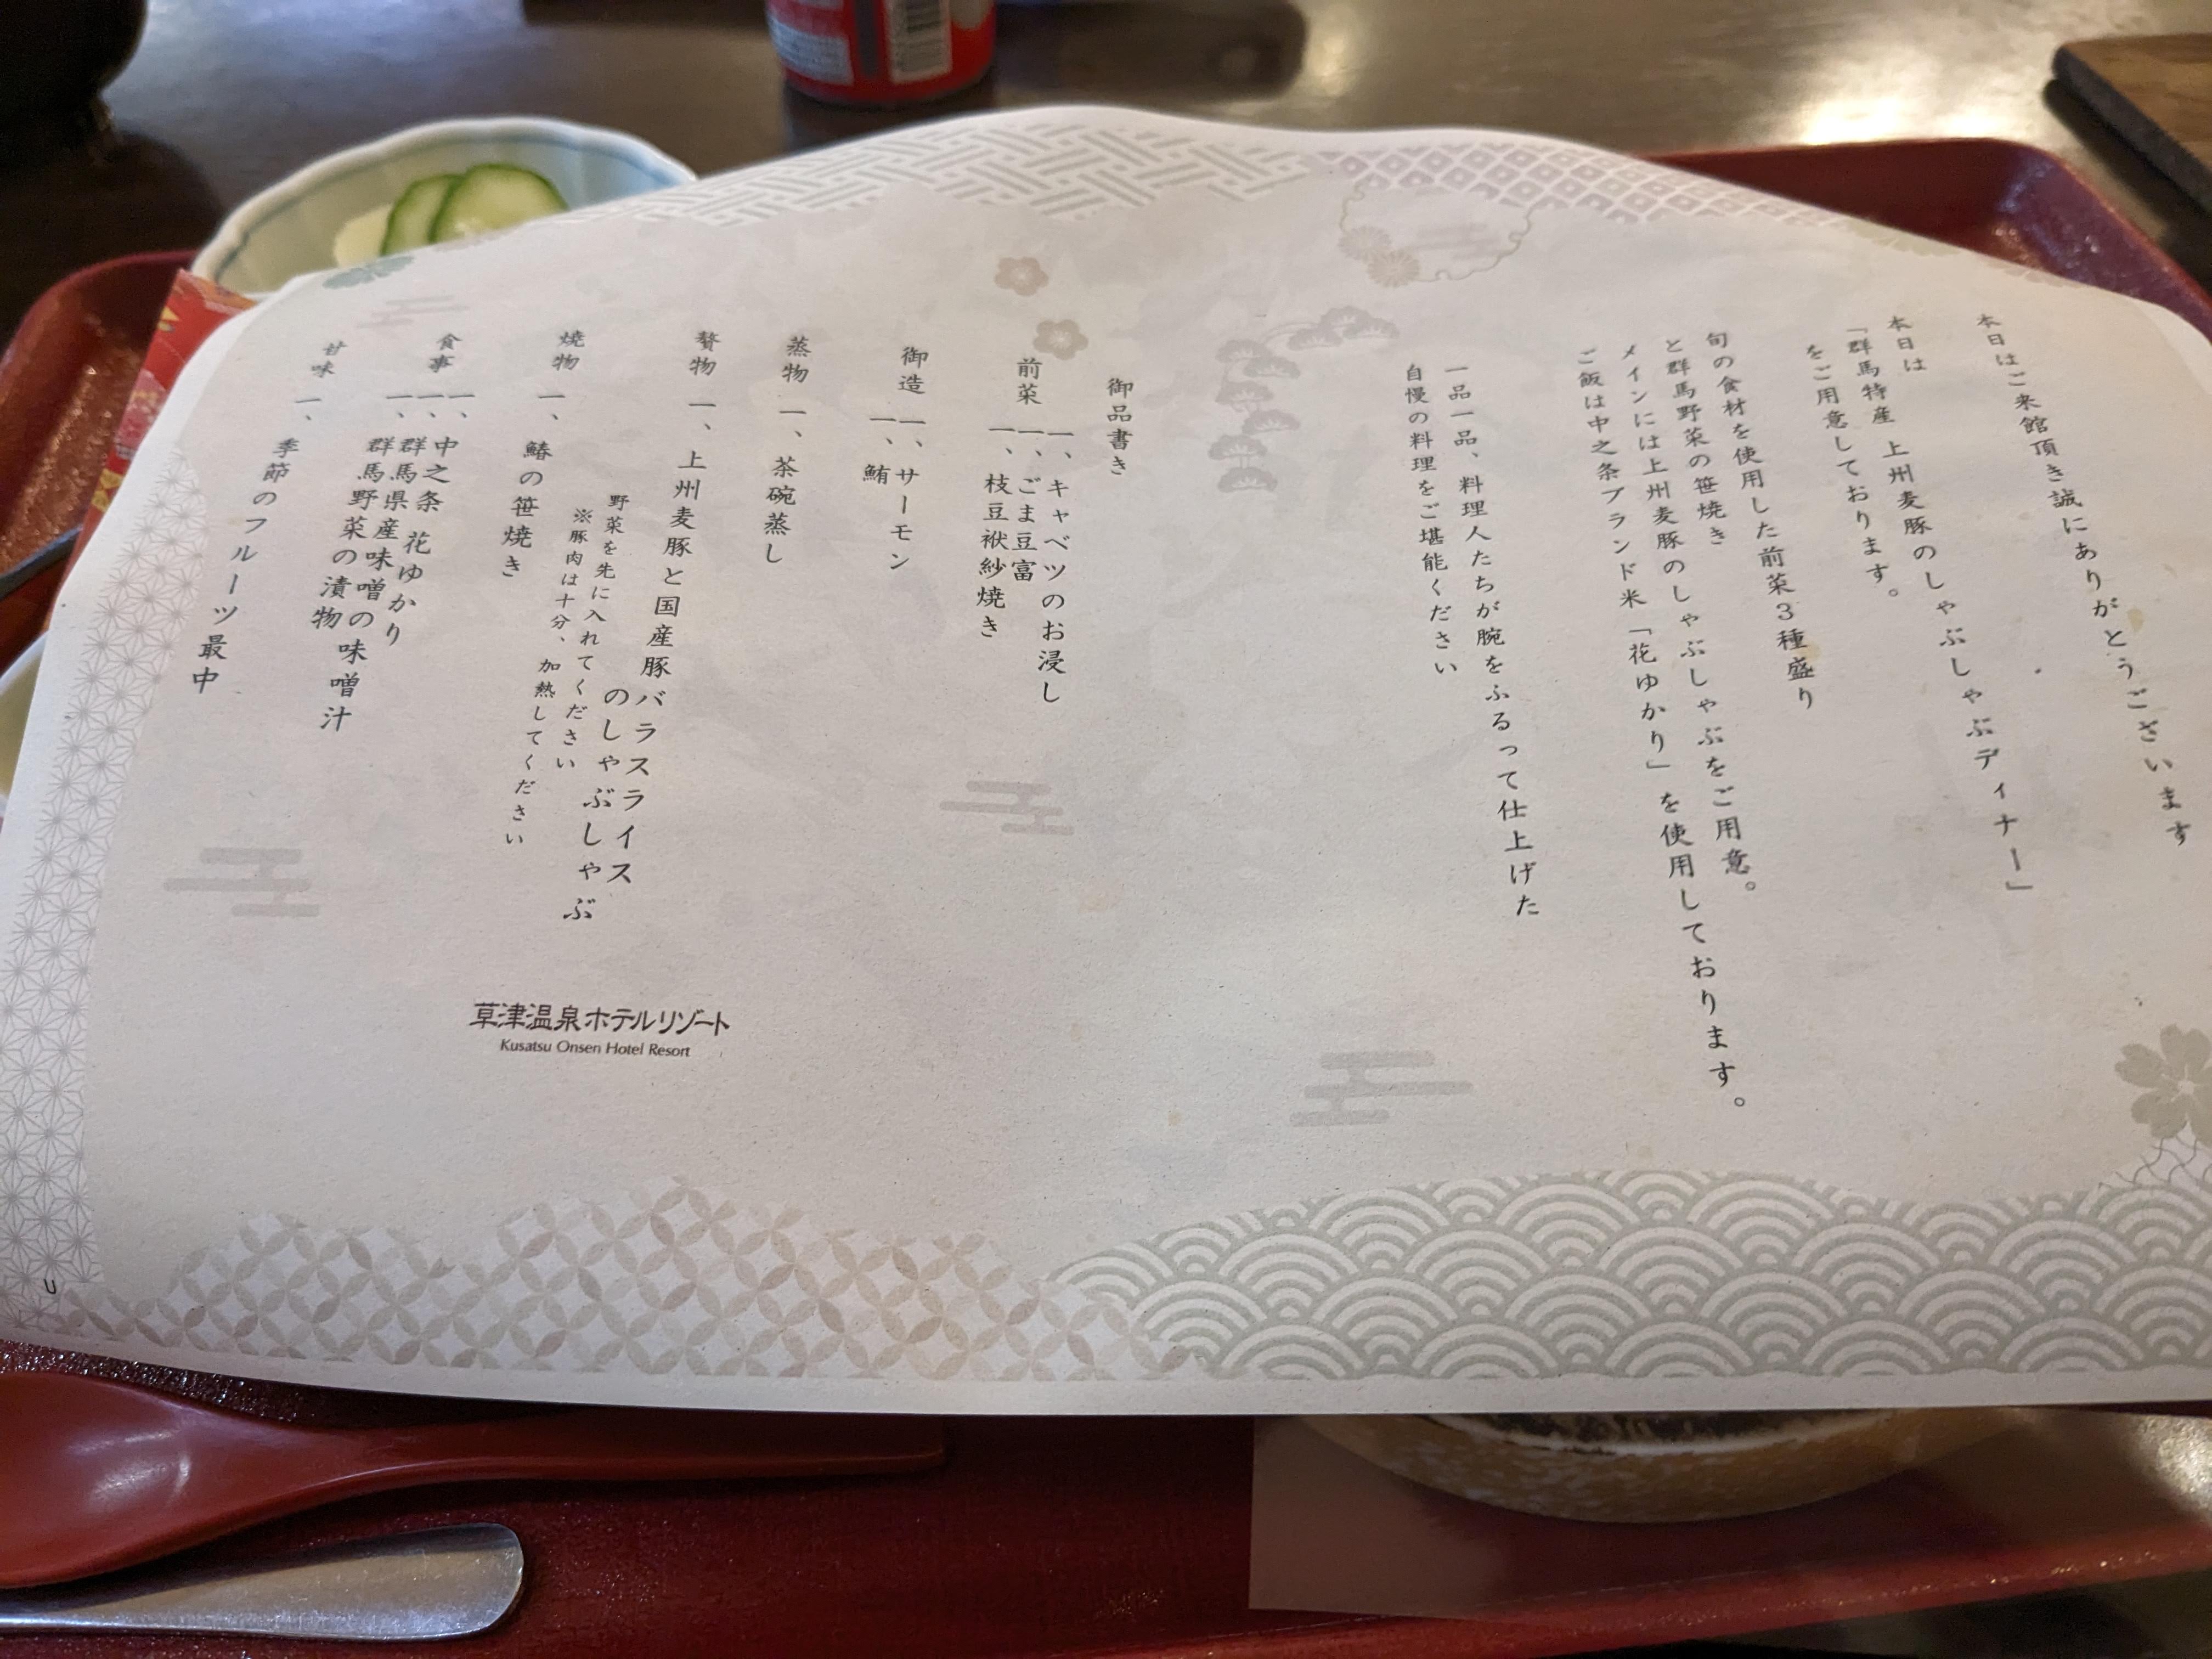 本日はご来館頂き誠にありがとうございます
本日は
「群馬特産 上州麦豚のしゃぶしゃぶディナー」
をご用意しております。
旬の食材を使用した前菜3種盛り
と群馬野菜の笹焼き
メインには上州麦豚のしゃぶしゃぶをご用意。
ご飯は中之条ブランド米「花ゆかり」を使用しております。
一品一品、料理人たちが腕をふるって仕上げた
自慢の料理をご堪能ください
御品書き
前菜 一、キャベツのお浸し
一、ごま豆富
一、枝豆袱紗焼き
御造 一、サーモン
一、鮪
蒸物 一、茶碗蒸し
贅物 一、上州麦豚と国産豚バラスライス
のしゃぶしゃぶ
野菜を先に入れてください
※豚肉は十分、加熱してください
焼物 一、鰆の笹焼き
食事 一、中之条 花ゆかり
一、群馬県産味噌の味噌汁
一、群馬野菜の漬物
甘味 一、季節のフルーツ最中
草津温泉ホテルリゾート
Kusatsu Onsen Hotel Resort
U